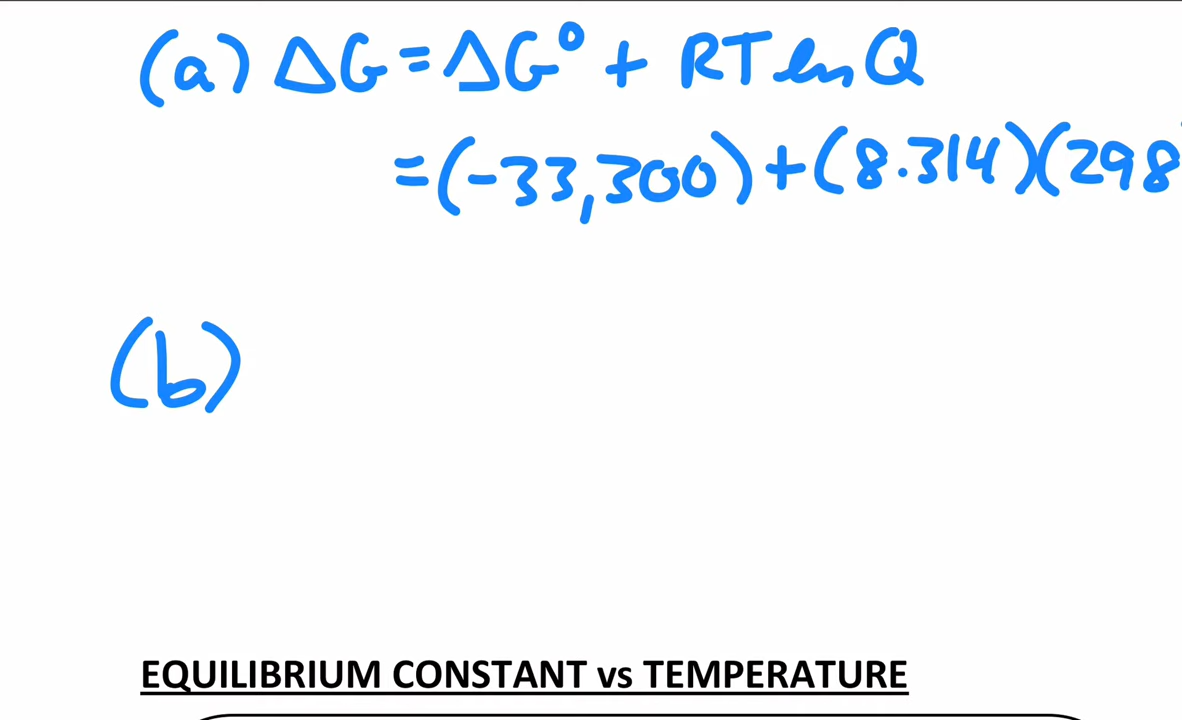 (a) ΔG = ΔG° + RT ln Q
= (-33,300) + (8.314)(298
(b)
EQUILIBRIUM CONSTANT vs TEMPERATURE